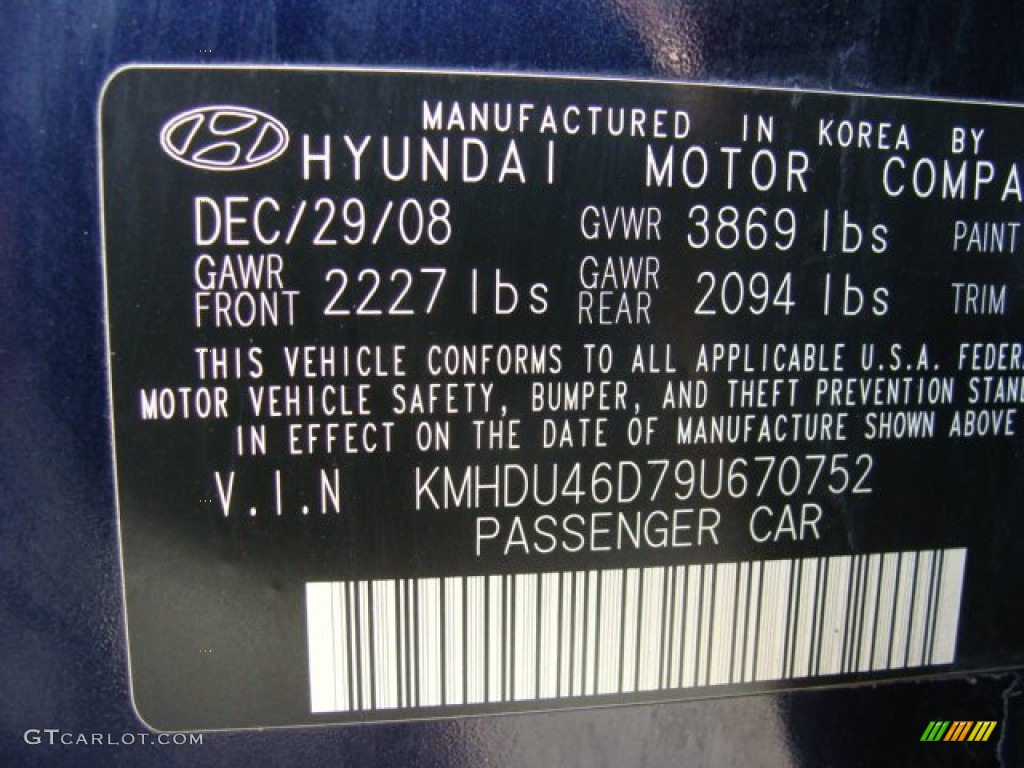 MANUFACTURED IN KOREA BY
HYUNDAI MOTOR COMPA
DEC/29/08 GVWR 3869 lbs PAINT
GAWR FRONT 2227 lbs GAWR REAR 2094 lbs TRIM
THIS VEHICLE CONFORMS TO ALL APPLICABLE U.S.A. FEDER
MOTOR VEHICLE SAFETY, BUMPER, AND THEFT PREVENTION STAND
IN EFFECT ON THE DATE OF MANUFACTURE SHOWN ABOVE
V.I.N KMHDU46D79U670752
PASSENGER CAR
GTCARLOT.COM